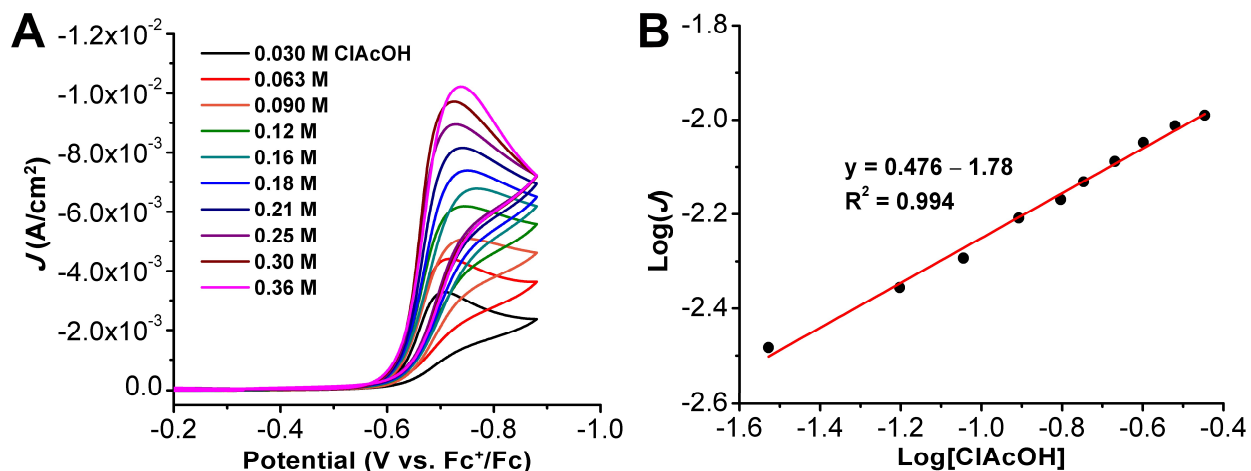 A
-1.2x10⁻²
-1.0x10⁻²
-8.0x10⁻³
-6.0x10⁻³
-4.0x10⁻³
-2.0x10⁻³
0.0
J (A/cm²)
0.030 M ClAcOH
0.063 M
0.090 M
0.12 M
0.16 M
0.18 M
0.21 M
0.25 M
0.30 M
0.36 M
-0.2 -0.4 -0.6 -0.8 -1.0
Potential (V vs. Fc⁺/Fc)
B
-1.8
-2.0
-2.2
-2.4
-2.6
Log(J)
y = 0.476 – 1.78
R² = 0.994
-1.6 -1.4 -1.2 -1.0 -0.8 -0.6 -0.4
Log[ClAcOH]